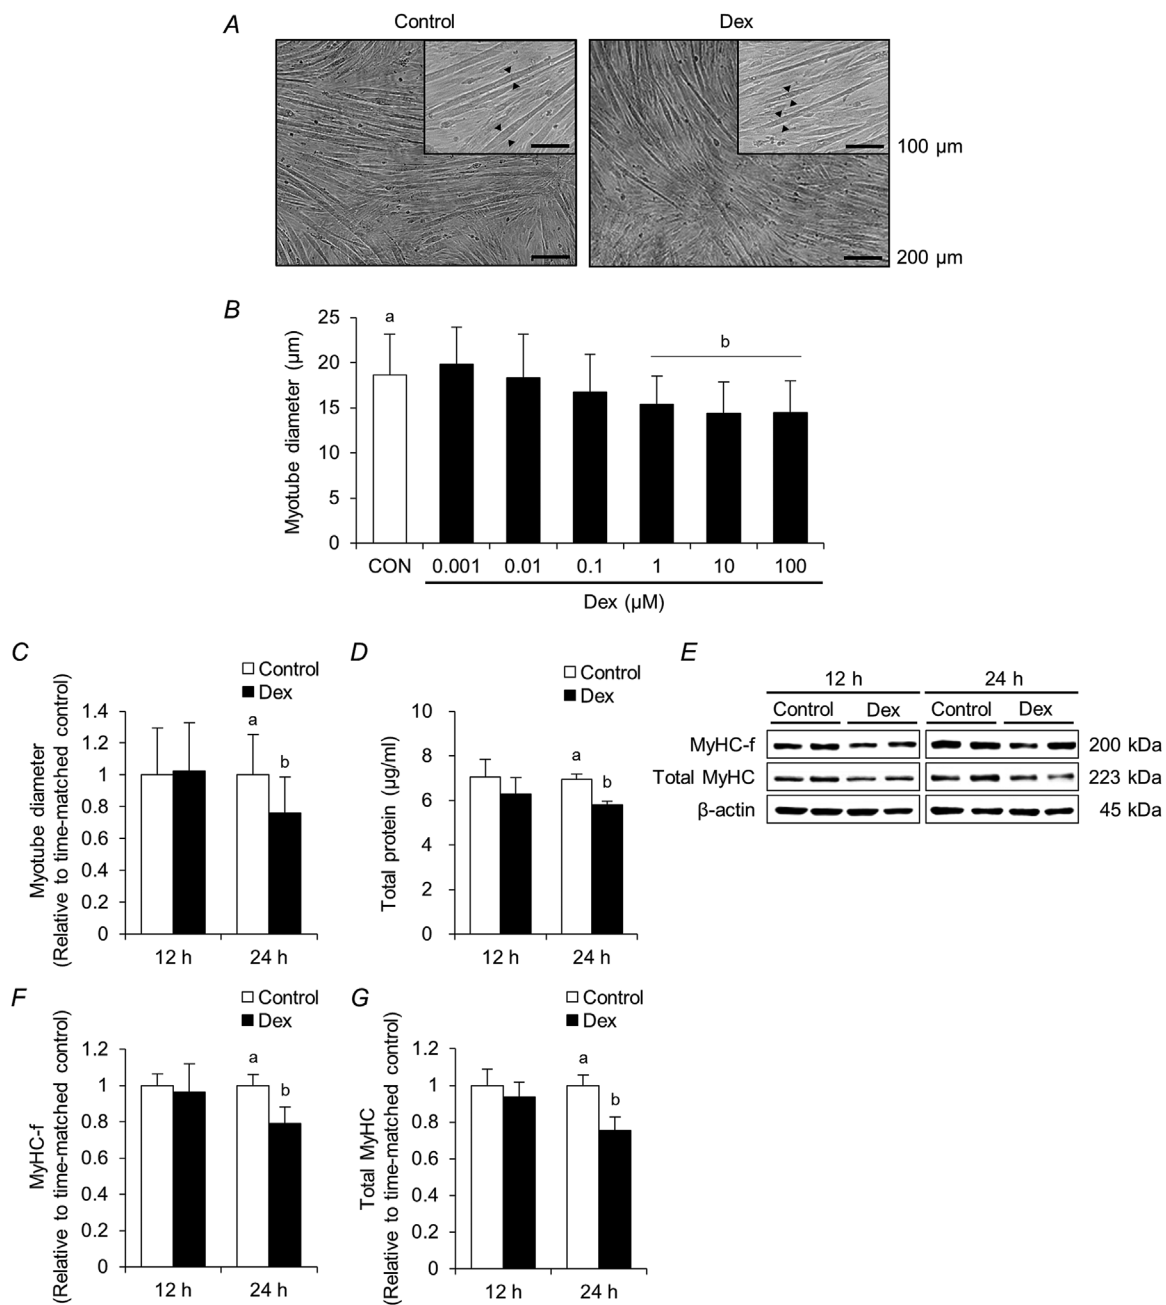 A
Control
Dex
100 μm
200 μm
B
Myotube diameter (μm)
25
20
15
10
5
0
a
b
CON
0.001
0.01
0.1
1
10
100
Dex (μM)
C
Control
Dex
Myotube diameter
(Relative to time-matched control)
1.4
1.2
1
0.8
0.6
0.4
0.2
0
a
b
12 h
24 h
D
Control
Dex
Total protein (μg/ml)
10
8
6
4
2
0
a
b
12 h
24 h
E
12 h
24 h
Control
Dex
Control
Dex
MyHC-f
200 kDa
Total MyHC
223 kDa
β-actin
45 kDa
F
Control
Dex
MyHC-f
(Relative to time-matched control)
1.2
1
0.8
0.6
0.4
0.2
0
a
b
12 h
24 h
G
Control
Dex
Total MyHC
(Relative to time-matched control)
1.2
1
0.8
0.6
0.4
0.2
0
a
b
12 h
24 h